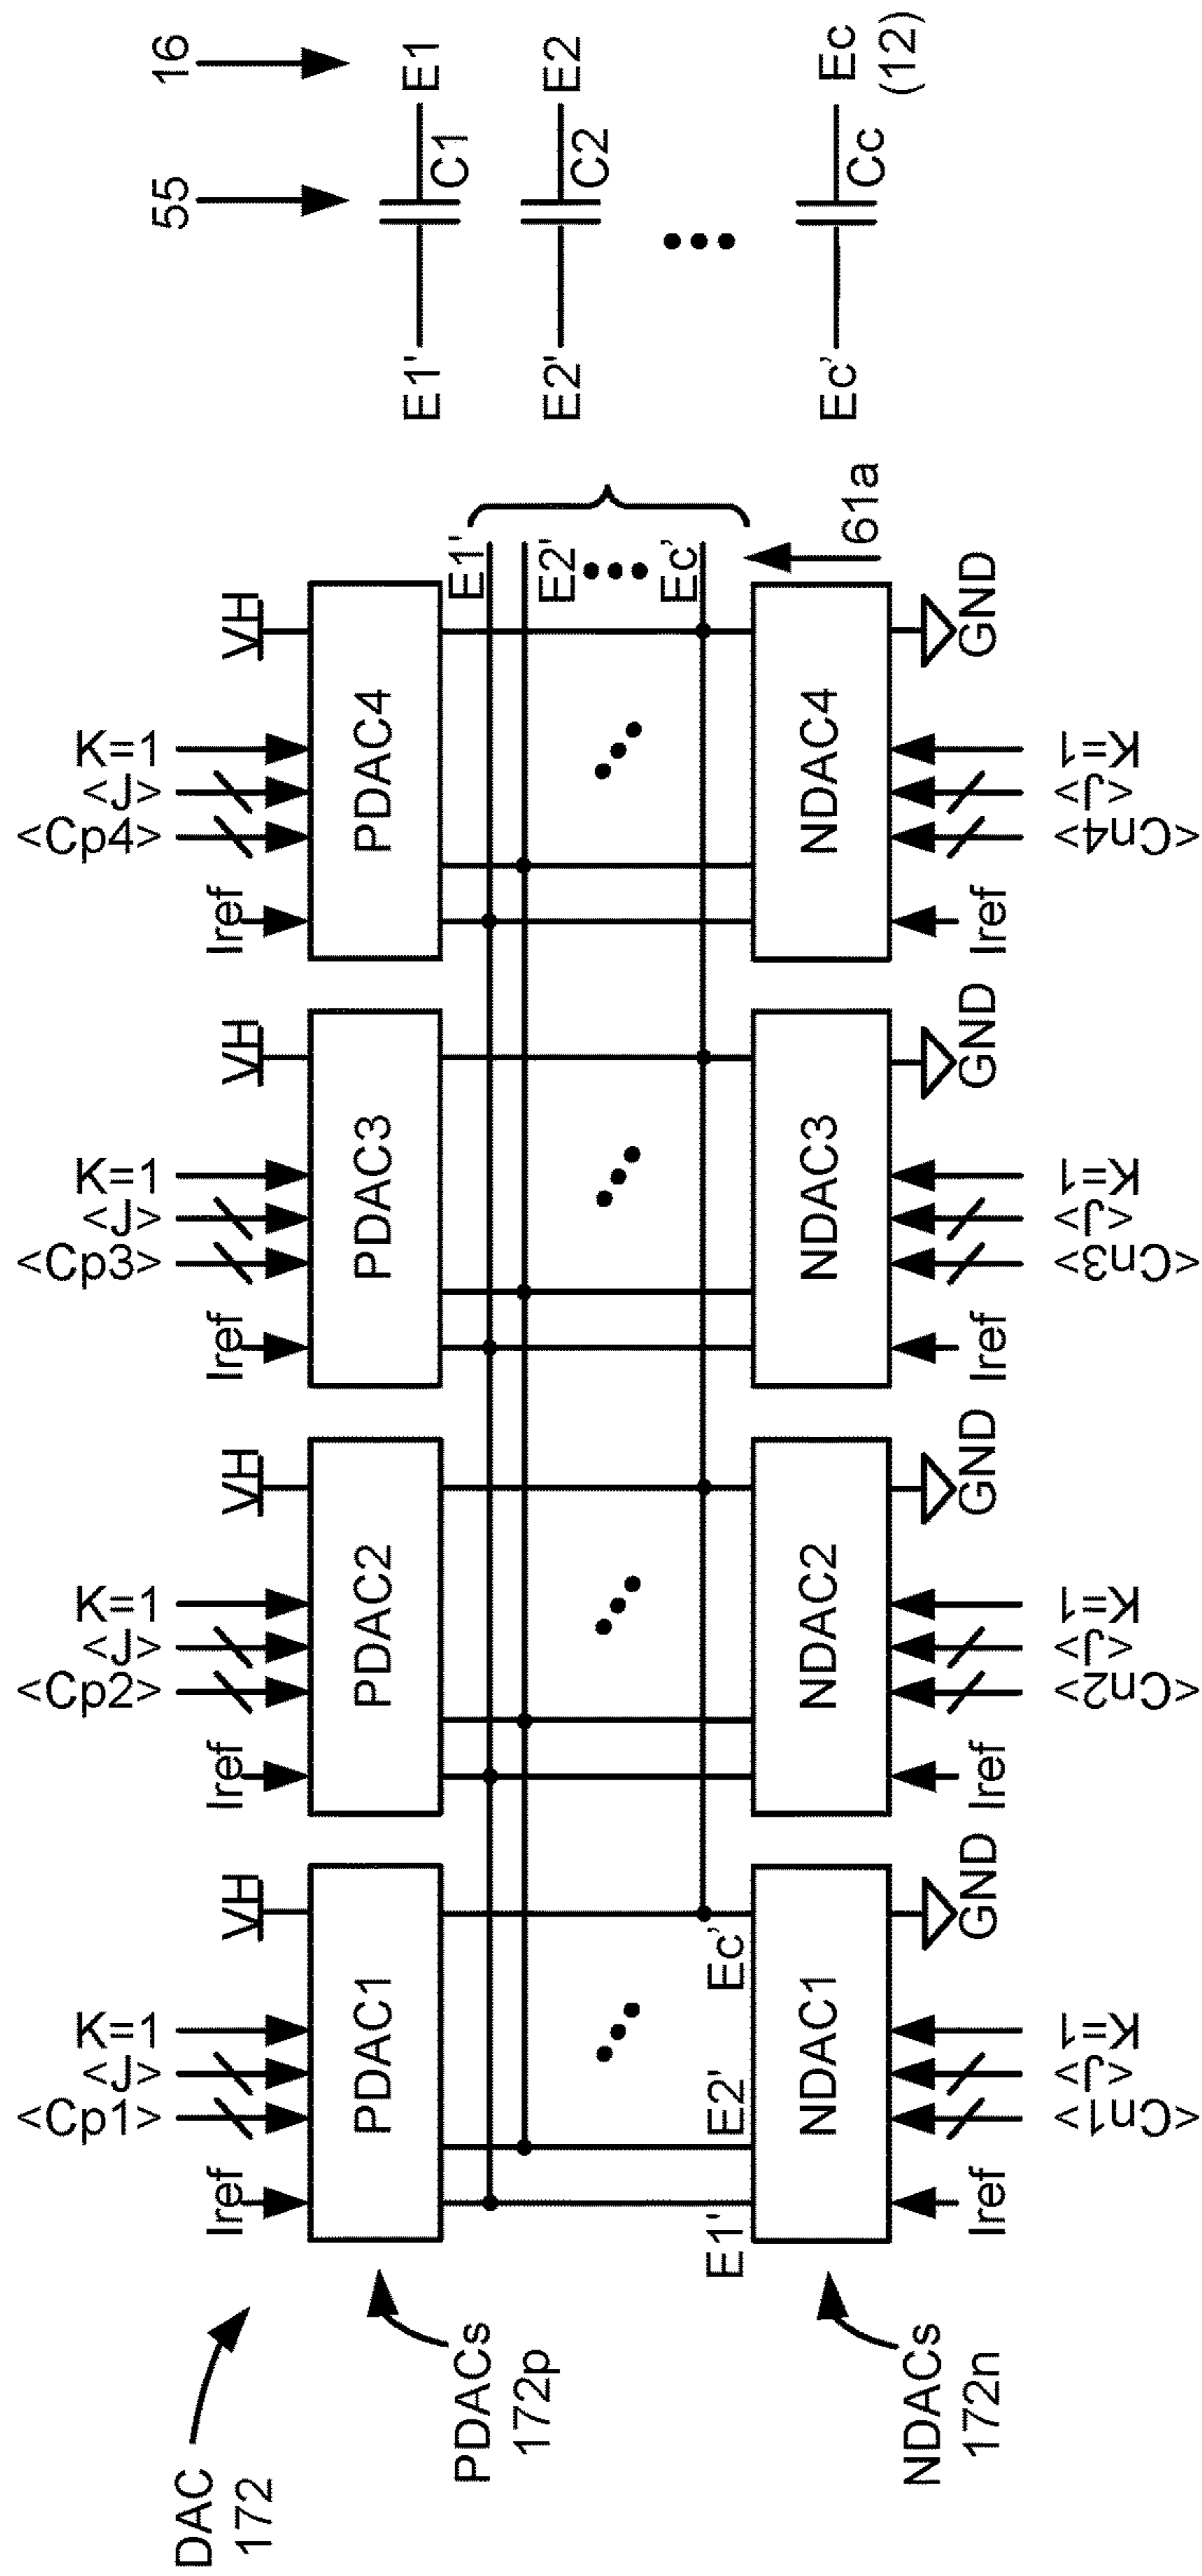 DAC
172
PDACs
172p
NDACs
172n
Iref
<Cp1>
<J>
K=1
VH
PDAC1
E1'
E2'
Ec'
NDAC1
Iref
<Cn1>
<J>
K=1
GND
Iref
<Cp2>
<J>
K=1
VH
PDAC2
NDAC2
Iref
<Cn2>
<J>
K=1
GND
Iref
<Cp3>
<J>
K=1
VH
PDAC3
NDAC3
Iref
<Cn3>
<J>
K=1
GND
Iref
<Cp4>
<J>
K=1
VH
PDAC4
NDAC4
Iref
<Cn4>
<J>
K=1
GND
E1'
E2'
Ec'
61a
55
16
E1'
C1
E1
E2'
C2
E2
Ec'
Cc
Ec
(12)